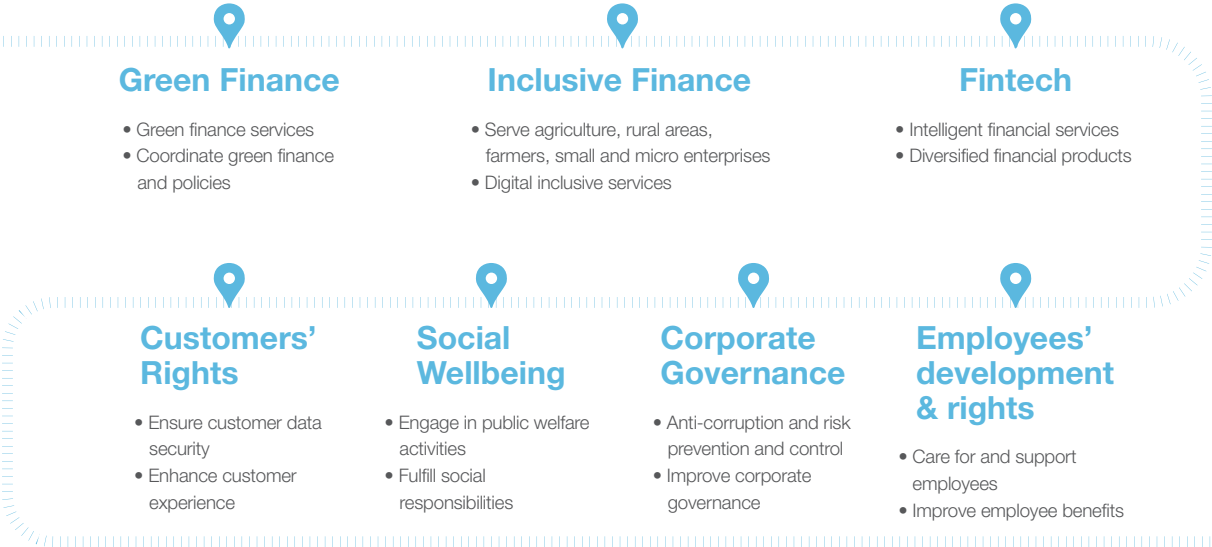 Green Finance
• Green finance services
• Coordinate green finance
and policies
Inclusive Finance
• Serve agriculture, rural areas,
farmers, small and micro enterprises
• Digital inclusive services
Fintech
• Intelligent financial services
• Diversified financial products
Customers’
Rights
• Ensure customer data
security
• Enhance customer
experience
Social
Wellbeing
• Engage in public welfare
activities
• Fulfill social
responsibilities
Corporate
Governance
• Anti-corruption and risk
prevention and control
• Improve corporate
governance
Employees’
development
& rights
• Care for and support
employees
• Improve employee benefits